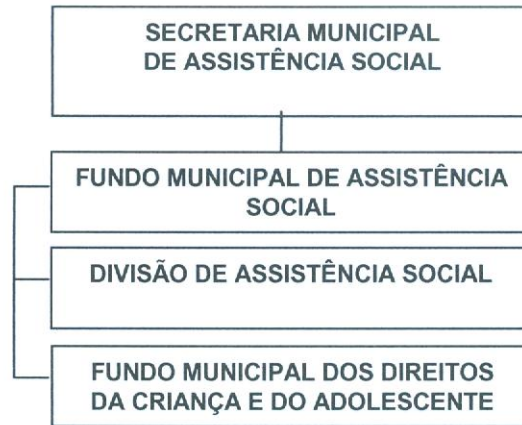 SECRETARIA MUNICIPAL
DE ASSISTÊNCIA SOCIAL
FUNDO MUNICIPAL DE ASSISTÊNCIA
SOCIAL
DIVISÃO DE ASSISTÊNCIA SOCIAL
FUNDO MUNICIPAL DOS DIREITOS
DA CRIANÇA E DO ADOLESCENTE